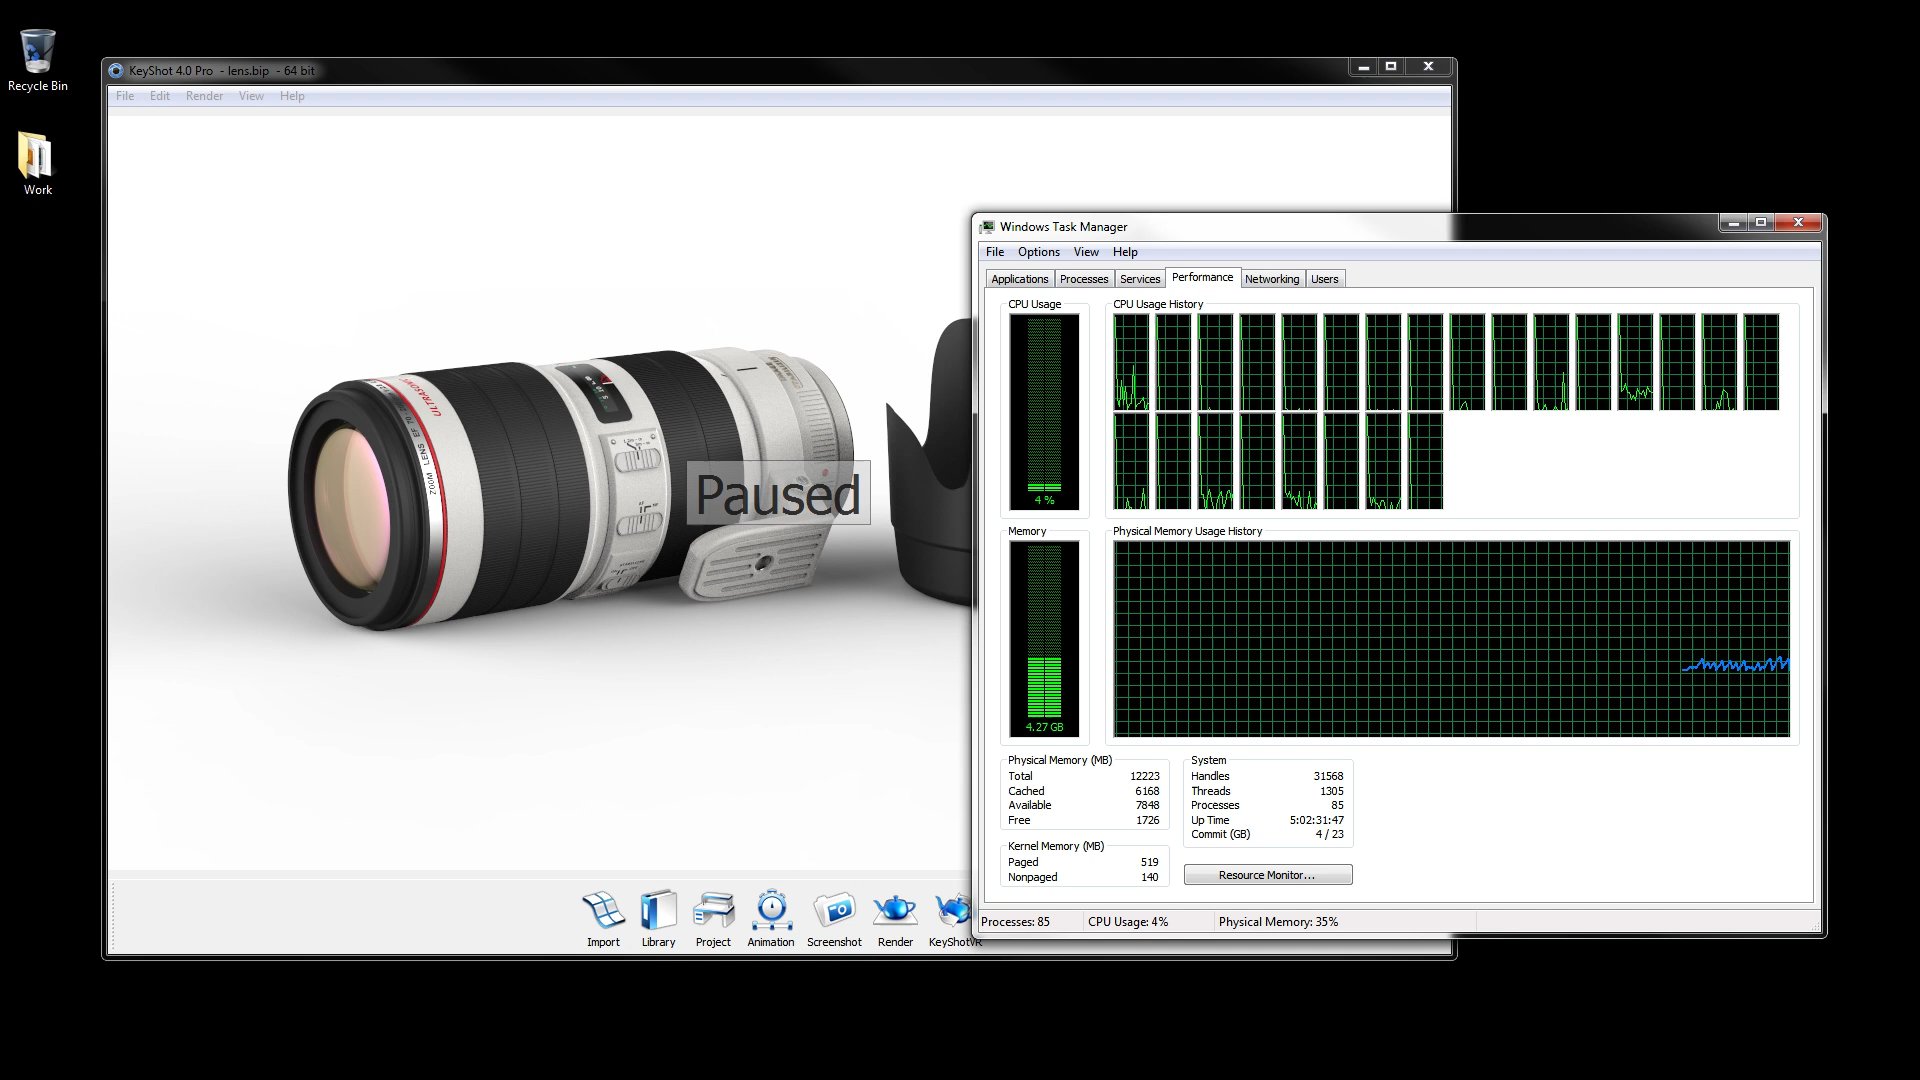 Recycle Bin
Work
KeyShot 4.0 Pro - lens.bip - 64 bit
File Edit Render View Help
ULTRASONIC
ZOOM LENS EF 70-
Paused
Import Library Project Animation Screenshot Render KeyShotVR
Windows Task Manager
File Options View Help
Applications Processes Services Performance Networking Users
CPU Usage
4 %
CPU Usage History
Memory
4.27 GB
Physical Memory Usage History
Physical Memory (MB)
Total 12223
Cached 6168
Available 7848
Free 1726
Kernel Memory (MB)
Paged 519
Nonpaged 140
System
Handles 31568
Threads 1305
Processes 85
Up Time 5:02:31:47
Commit (GB) 4 / 23
Resource Monitor...
Processes: 85 CPU Usage: 4% Physical Memory: 35%